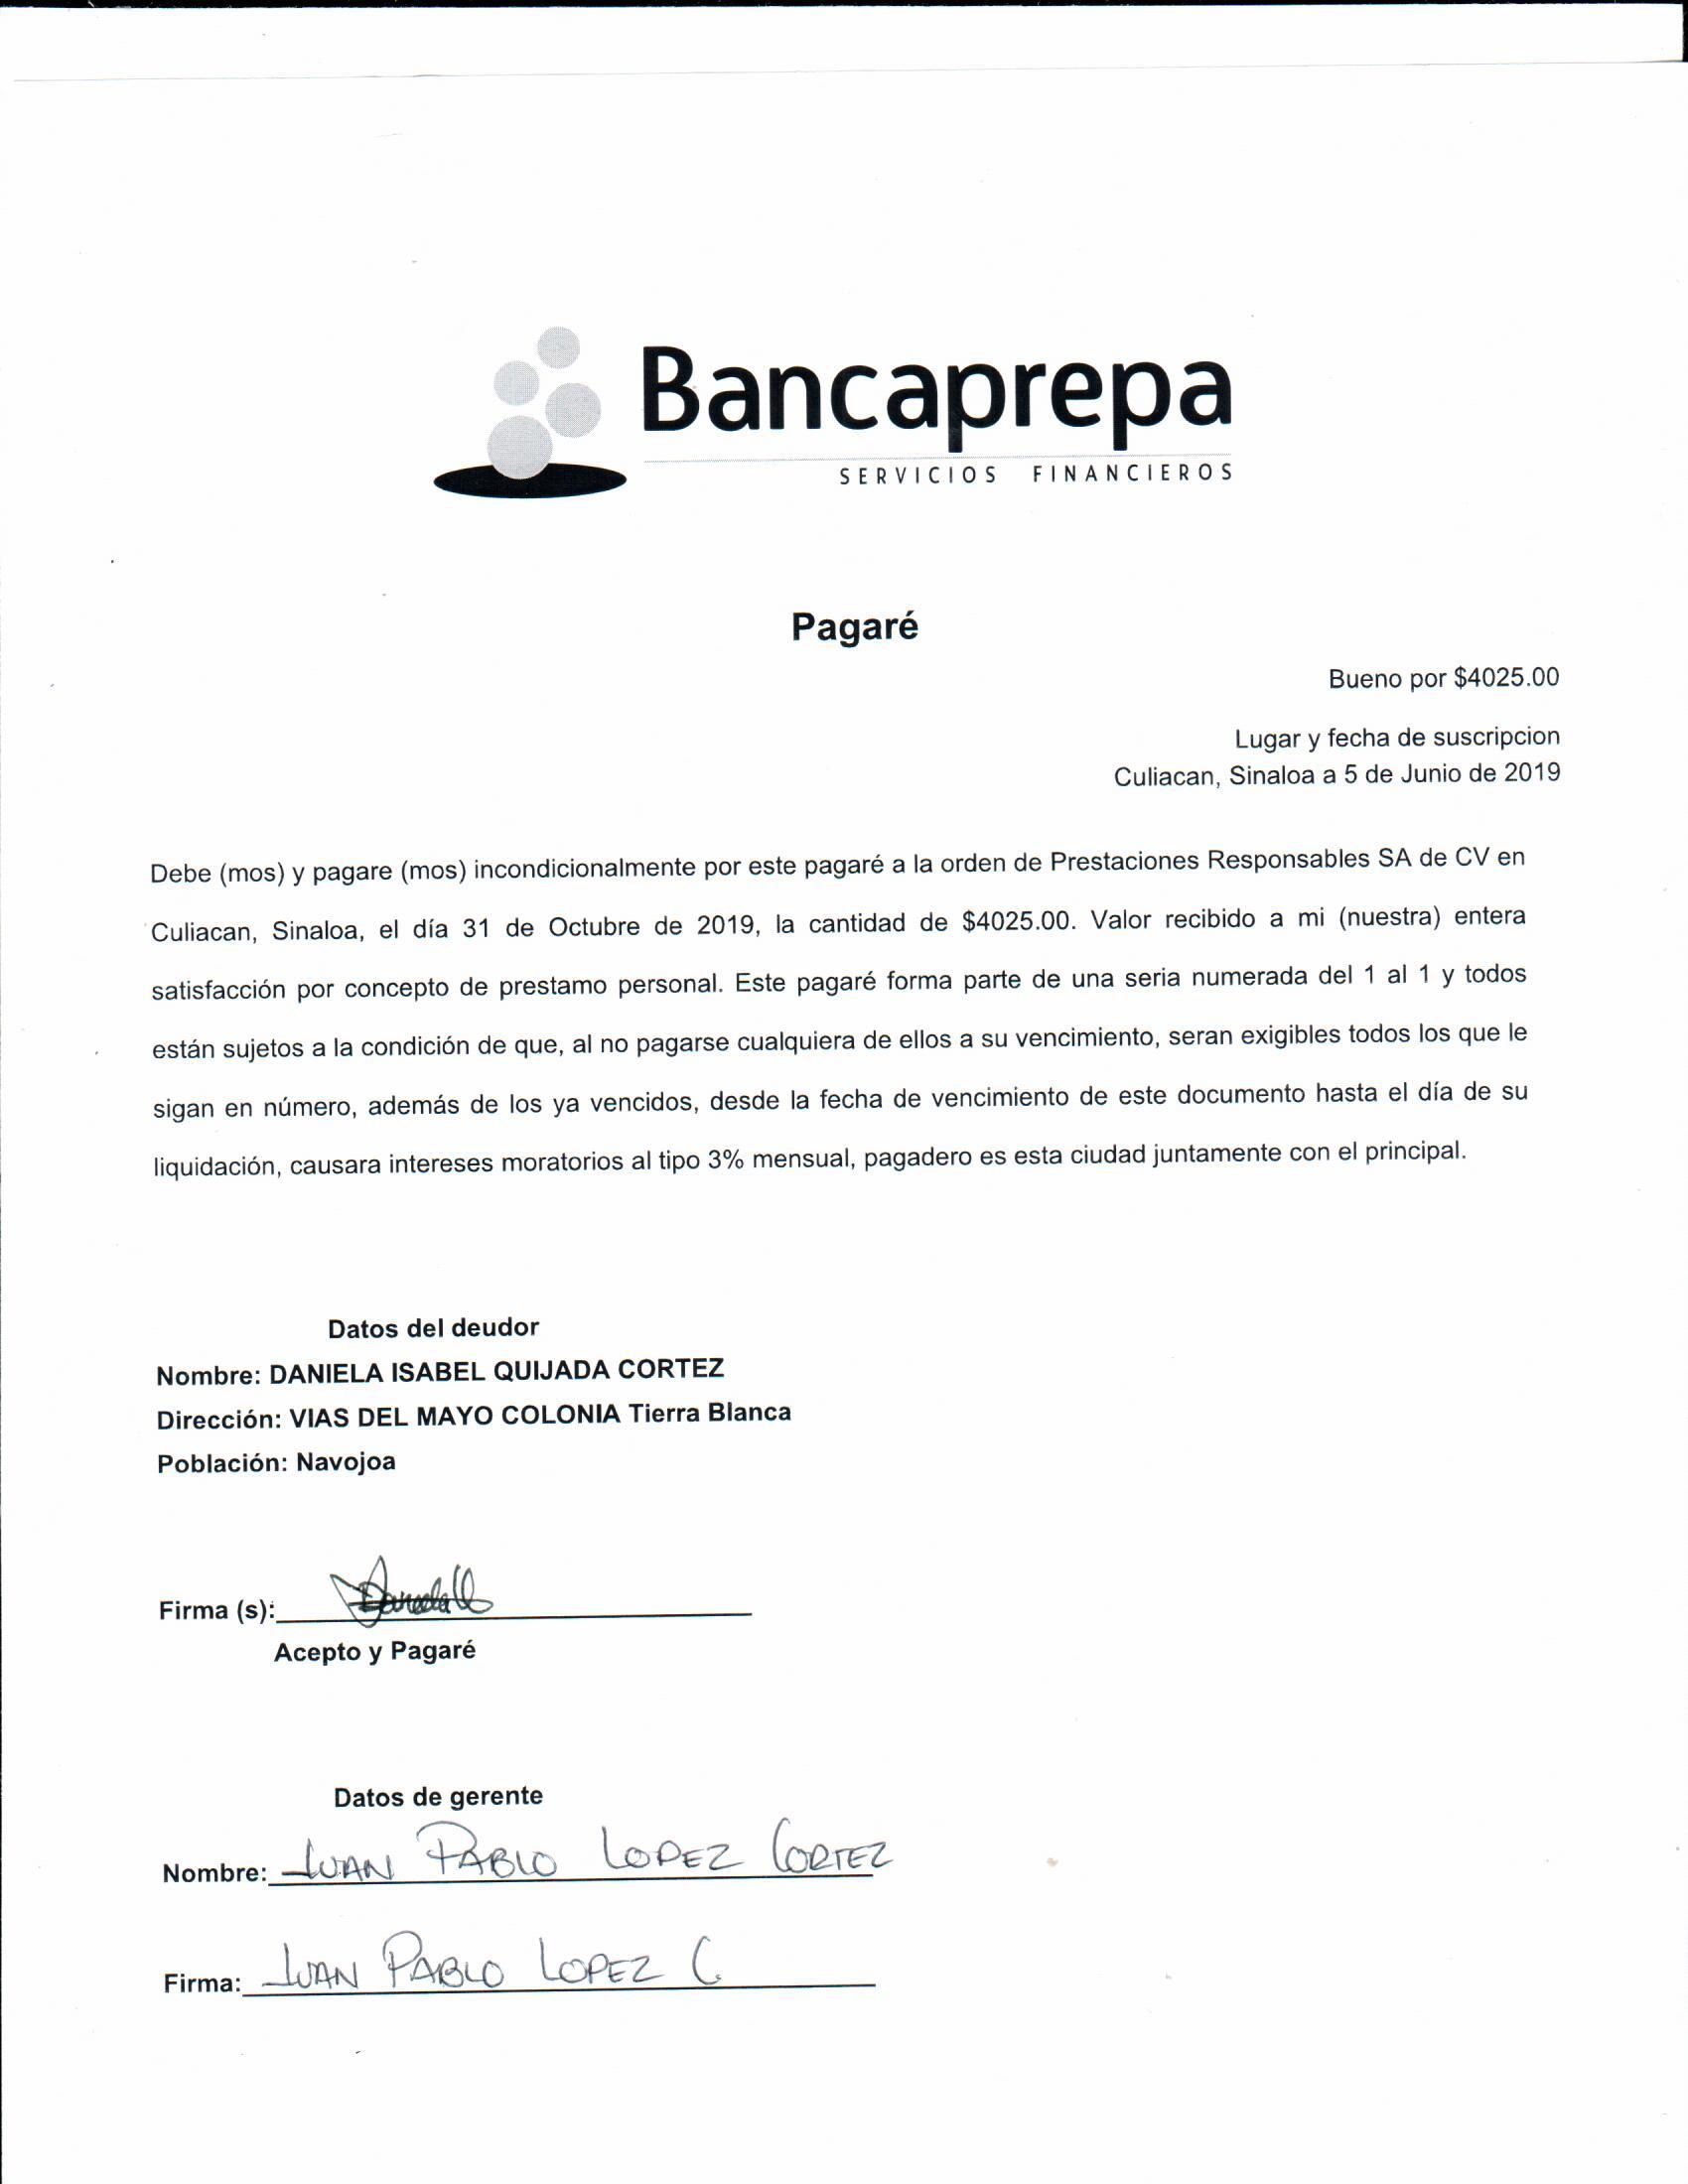 Bancaprepa
SERVICIOS FINANCIEROS
Pagaré
Bueno por $4025.00
Lugar y fecha de suscripcion
Culiacan, Sinaloa a 5 de Junio de 2019
Debe (mos) y pagare (mos) incondicionalmente por este pagaré a la orden de Prestaciones Responsables SA de CV en
Culiacan, Sinaloa, el día 31 de Octubre de 2019, la cantidad de $4025.00. Valor recibido a mi (nuestra) entera
satisfacción por concepto de prestamo personal. Este pagaré forma parte de una seria numerada del 1 al 1 y todos
están sujetos a la condición de que, al no pagarse cualquiera de ellos a su vencimiento, seran exigibles todos los que le
sigan en número, además de los ya vencidos, desde la fecha de vencimiento de este documento hasta el día de su
liquidación, causara intereses moratorios al tipo 3% mensual, pagadero es esta ciudad juntamente con el principal.
Datos del deudor
Nombre: DANIELA ISABEL QUIJADA CORTEZ
Dirección: VIAS DEL MAYO COLONIA Tierra Blanca
Población: Navojoa
Firma (s):
Acepto y Pagaré
Datos de gerente
Nombre: JUAN PABLO LOPEZ CORTEZ
Firma: JUAN PABLO LOPEZ C.